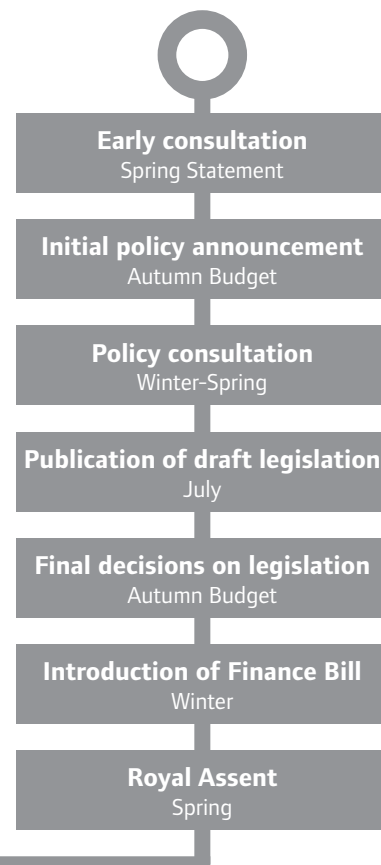 Early consultation
Spring Statement
Initial policy announcement
Autumn Budget
Policy consultation
Winter-Spring
Publication of draft legislation
July
Final decisions on legislation
Autumn Budget
Introduction of Finance Bill
Winter
Royal Assent
Spring